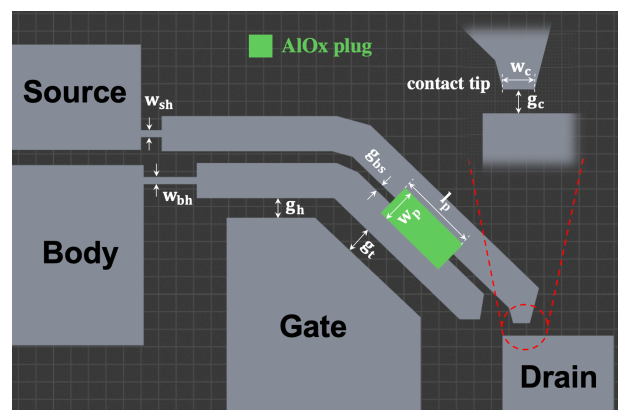 AlOx plug
Source
wsh
contact tip
wc
gc
gbs
lp
wp
wbh
gh
gt
Body
Gate
Drain